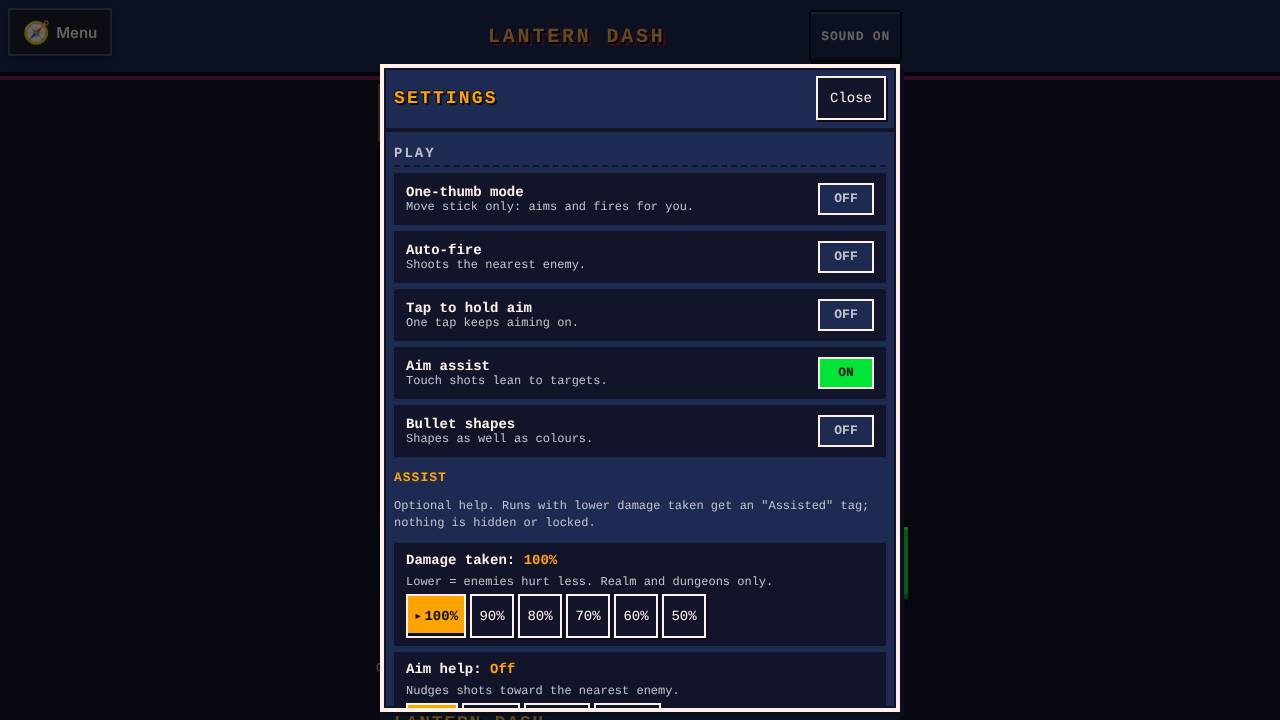 Menu
LANTERN DASH
SOUND ON
SETTINGS
Close
PLAY
One-thumb mode
Move stick only: aims and fires for you.
OFF
Auto-fire
Shoots the nearest enemy.
OFF
Tap to hold aim
One tap keeps aiming on.
OFF
Aim assist
Touch shots lean to targets.
ON
Bullet shapes
Shapes as well as colours.
OFF
ASSIST
Optional help. Runs with lower damage taken get an "Assisted" tag;
nothing is hidden or locked.
Damage taken: 100%
Lower = enemies hurt less. Realm and dungeons only.
▸100% 90% 80% 70% 60% 50%
Aim help: Off
Nudges shots toward the nearest enemy.
LANTERN DASH